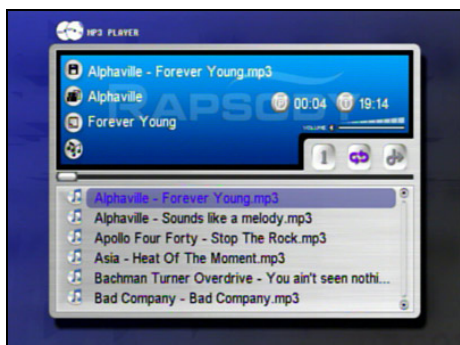 MP3 PLAYER
Alphaville - Forever Young.mp3
Alphaville
00:04 19:14
Forever Young
RAPSODY
VOLUME
1
Alphaville - Forever Young.mp3
Alphaville - Sounds like a melody.mp3
Apollo Four Forty - Stop The Rock.mp3
Asia - Heat Of The Moment.mp3
Bachman Turner Overdrive - You ain't seen nothi...
Bad Company - Bad Company.mp3